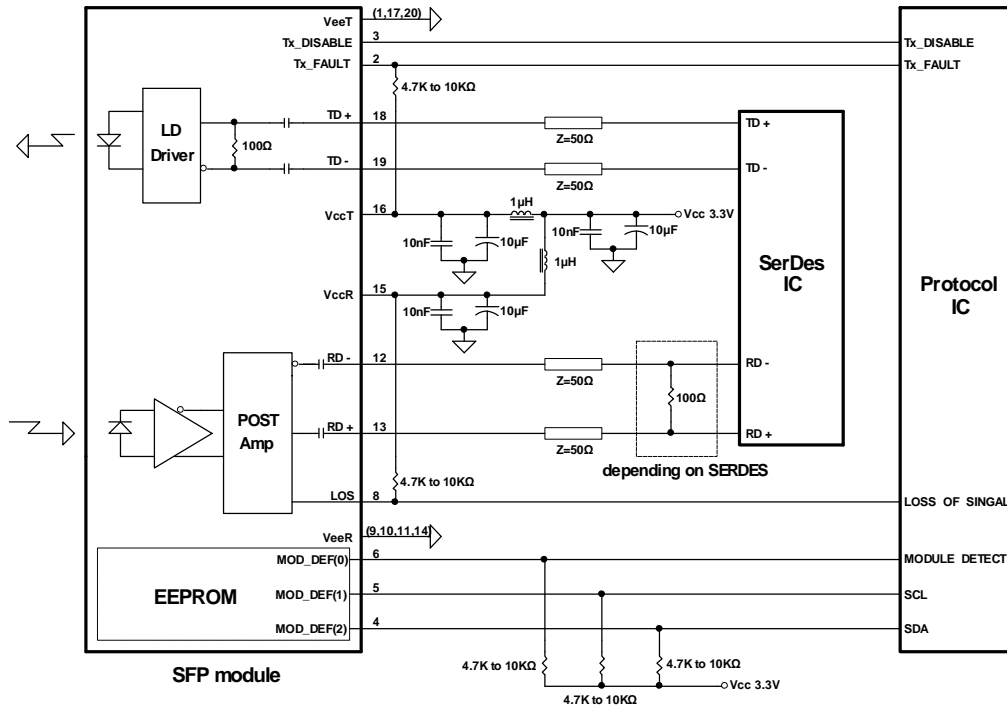 VeeT (1,17,20)
Tx_DISABLE 3 Tx_DISABLE
Tx_FAULT 2 Tx_FAULT
4.7K to 10KΩ
LD
Driver
100Ω
TD + 18 Z=50Ω TD +
TD - 19 Z=50Ω TD -
VccT 16 1µH Vcc 3.3V
10nF 10µF 10nF 10µF
1µH
SerDes
IC
Protocol
IC
VccR 15
10nF 10µF
RD - 12 Z=50Ω RD -
POST
Amp
100Ω
RD + 13 Z=50Ω RD +
depending on SERDES
4.7K to 10KΩ
LOS 8 LOSS OF SINGAL
VeeR (9,10,11,14)
MOD_DEF(0) 6 MODULE DETECT
EEPROM
MOD_DEF(1) 5 SCL
MOD_DEF(2) 4 SDA
SFP module
4.7K to 10KΩ 4.7K to 10KΩ
4.7K to 10KΩ
Vcc 3.3V